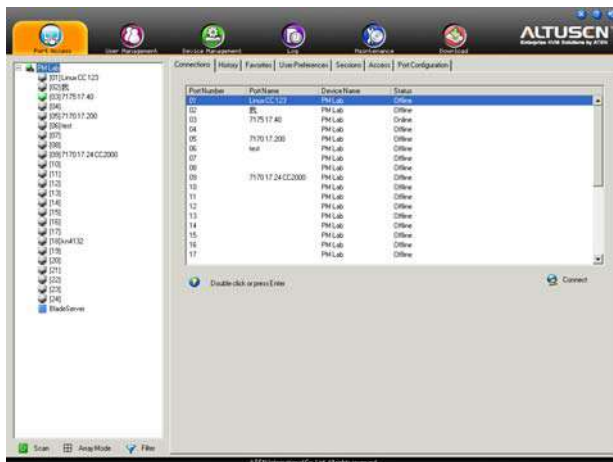 ALTUSCN
Enterprise KVM Solutions by ATEN
Port Access
User Management
Device Management
Log
Maintenance
Download
PM Lab
[01]Linux CC 123
[02]
[03]7175 17.40
[04]
[05]7170 17.200
[06]test
[07]
[08]
[09]7170 17.24 CC2000
[10]
[11]
[12]
[13]
[14]
[15]
[16]
[17]
[18]kn4132
[19]
[20]
[21]
[22]
[23]
[24]
BladeServer
Scan Array Mode Filter
Connections History Favorites User Preferences Sessions Access Port Configuration
Port Number Port Name Device Name Status
01 Linux CC 123 PM Lab Offline
02 PM Lab Offline
03 7175 17.40 PM Lab Online
04 PM Lab Offline
05 7170 17.200 PM Lab Offline
06 test PM Lab Offline
07 PM Lab Offline
08 PM Lab Offline
09 7170 17.24 CC2000 PM Lab Offline
10 PM Lab Offline
11 PM Lab Offline
12 PM Lab Offline
13 PM Lab Offline
14 PM Lab Offline
15 PM Lab Offline
16 PM Lab Offline
17 PM Lab Offline
Double click or press Enter
Connect